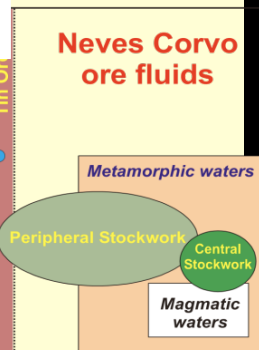 Neves Corvo
ore fluids
Metamorphic waters
Peripheral Stockwork
Central
Stockwork
Magmatic
waters